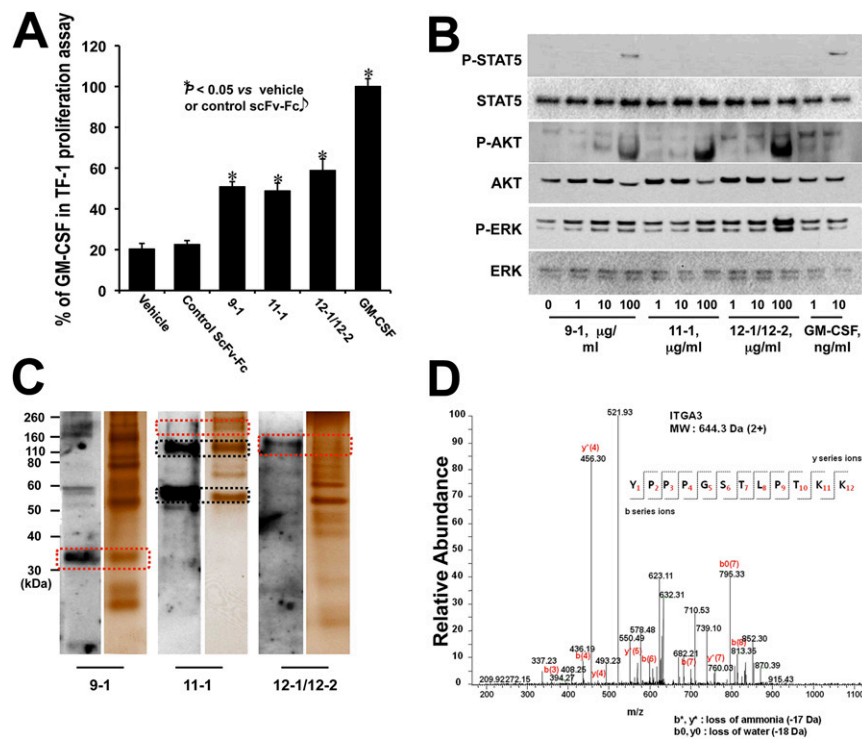 A
% of GM-CSF in TF-1 proliferation assay
120
100
80
60
40
20
0
*P < 0.05 vs vehicle
or control scFv-Fc♪
*
*
*
*
Vehicle
Control ScFv-Fc
9-1
11-1
12-1/12-2
GM-CSF
B
P-STAT5
STAT5
P-AKT
AKT
P-ERK
ERK
0 1 10 100 1 10 100 1 10 100 1 10
9-1, μg/
ml
11-1,
μg/ml
12-1/12-2,
μg/ml
GM-CSF,
ng/ml
C
260
160
110
80
60
50
40
30
(kDa)
9-1
11-1
12-1/12-2
D
Relative Abundance
100
90
80
70
60
50
40
30
20
10
0
521.93
ITGA3
MW : 644.3 Da (2+)
y*(4)
456.30
y series ions
Y1 P2 P3 P4 G5 S6 T7 L8 P9 T10 K11 K12
b series ions
b0(7)
795.33
623.11
632.31
710.53
739.10
578.48
550.49
436.19
852.30
b(8)
813.35
682.21
y*(5)
b(4)
b(6)
b(7)
y*(7)
760.03
870.39
337.23
408.25
493.23
b(3)
y(4)
394.27
209.92
272.15
915.43
200 300 400 500 600 700 800 900 1000 1100
m/z
b*, y* : loss of ammonia (-17 Da)
b0, y0 : loss of water (-18 Da)